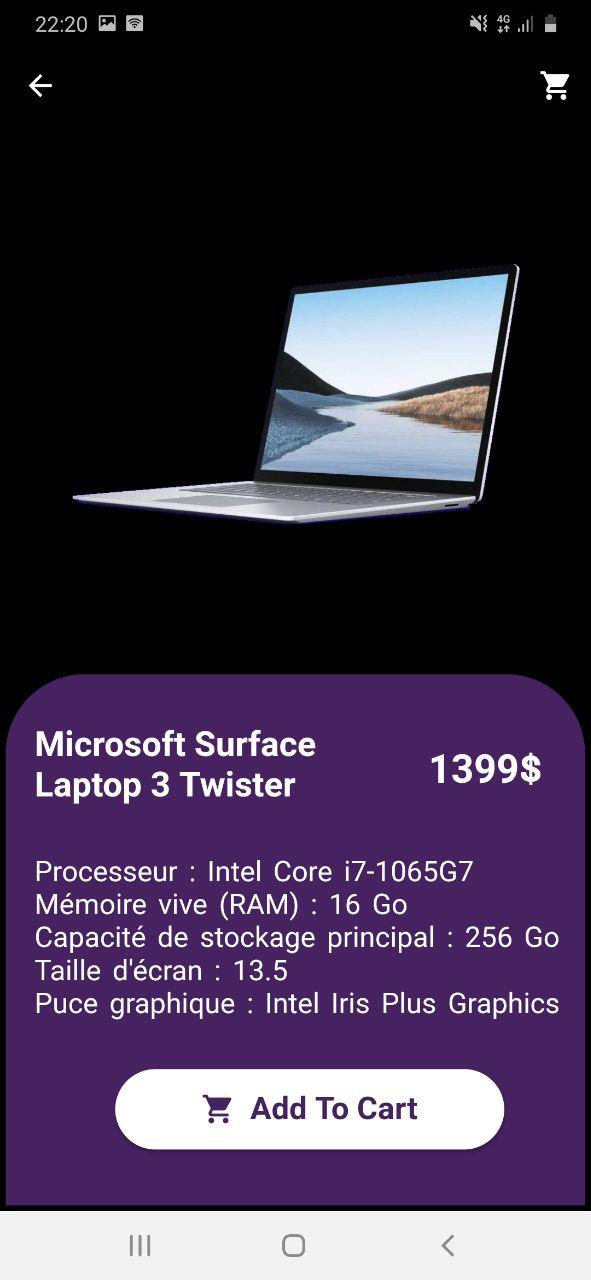 22:20
4G
Microsoft Surface
Laptop 3 Twister
1399$
Processeur : Intel Core i7-1065G7
Mémoire vive (RAM) : 16 Go
Capacité de stockage principal : 256 Go
Taille d'écran : 13.5
Puce graphique : Intel Iris Plus Graphics
Add To Cart